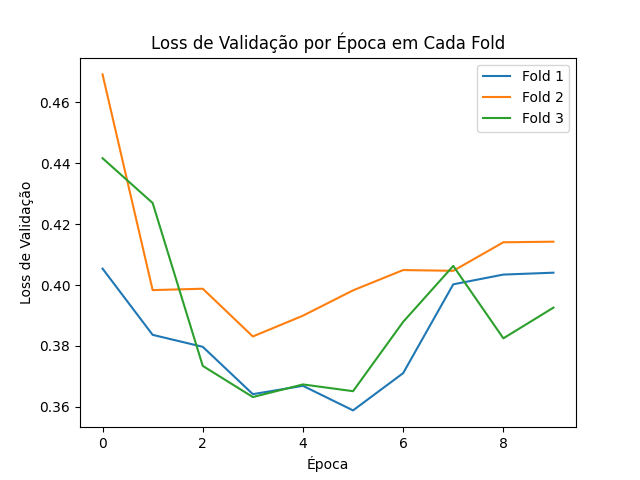 Loss de Validação por Época em Cada Fold
Fold 1
Fold 2
Fold 3
Loss de Validação
0.46
0.44
0.42
0.40
0.38
0.36
0 2 4 6 8
Época